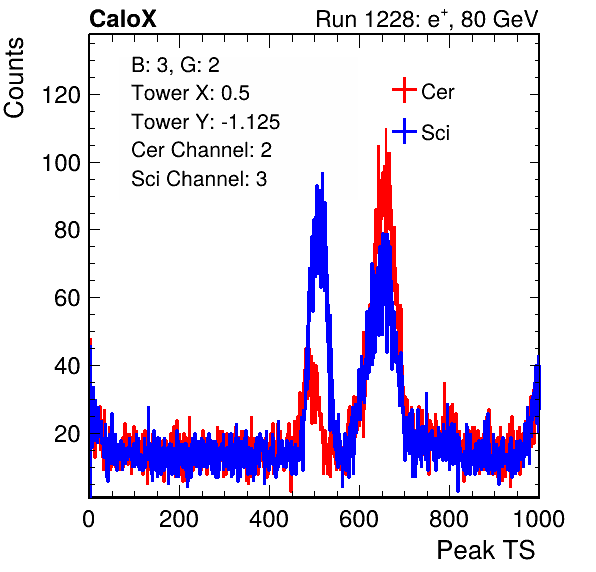 CaloX Run 1228: e⁺, 80 GeV
B: 3, G: 2
Tower X: 0.5
Tower Y: -1.125
Cer Channel: 2
Sci Channel: 3
Cer
Sci
Counts
120
100
80
60
40
20
0 200 400 600 800 1000
Peak TS